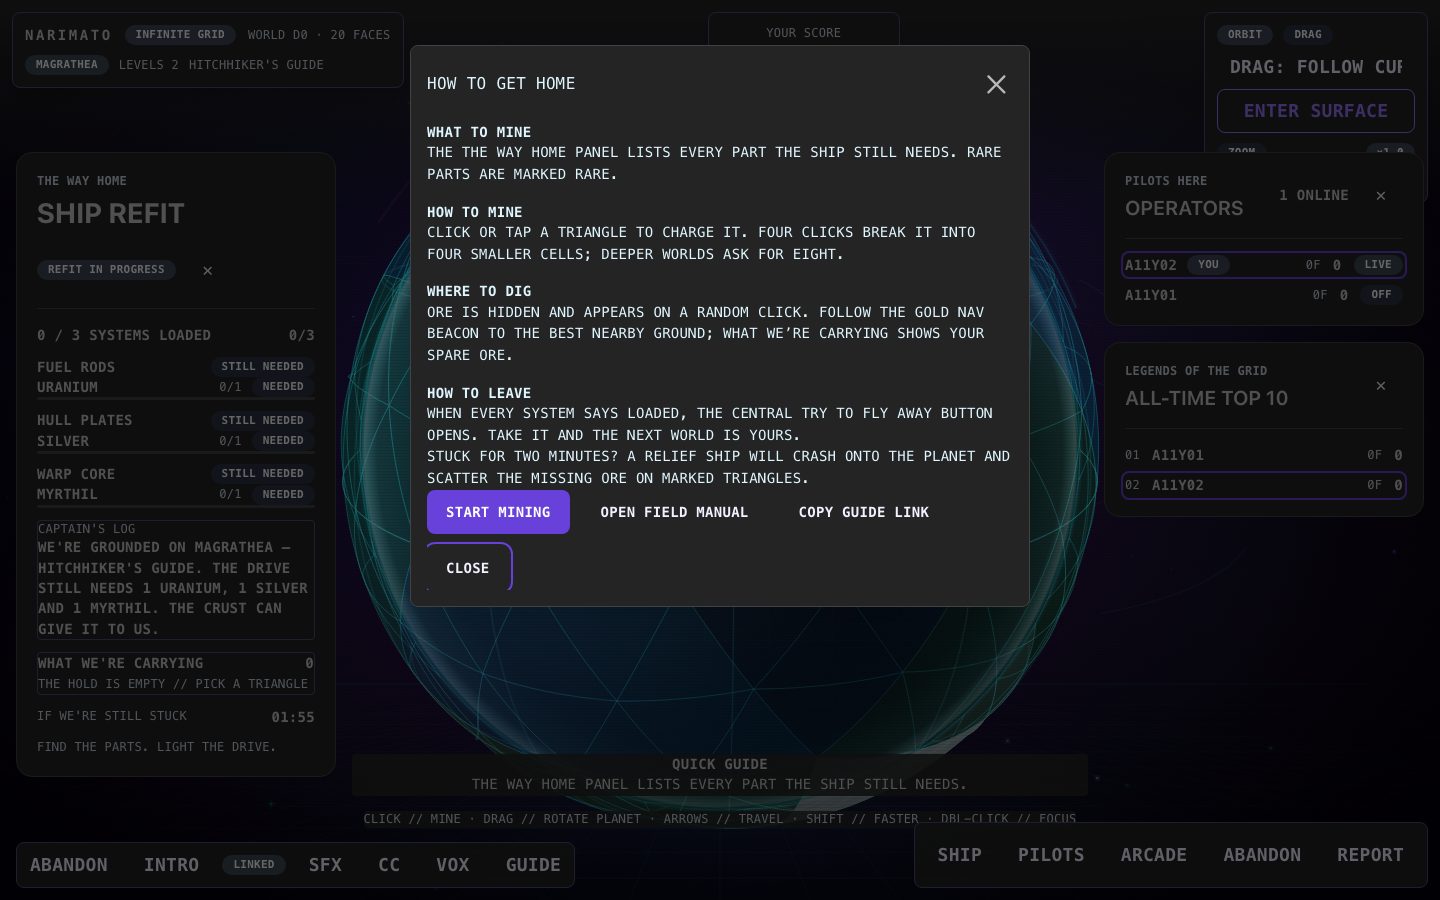 NARIMATO INFINITE GRID WORLD D0 · 20 FACES
MAGRATHEA LEVELS 2 HITCHHIKER'S GUIDE
YOUR SCORE
ORBIT DRAG
DRAG: FOLLOW
ENTER SURFACE
THE WAY HOME
SHIP REFIT
REFIT IN PROGRESS ×
0 / 3 SYSTEMS LOADED 0/3
FUEL RODS STILL NEEDED
URANIUM 0/1 NEEDED
HULL PLATES STILL NEEDED
SILVER 0/1 NEEDED
WARP CORE STILL NEEDED
MYRTHIL 0/1 NEEDED
CAPTAIN'S LOG
WE'RE GROUNDED ON MAGRATHEA —
HITCHHIKER'S GUIDE. THE DRIVE
STILL NEEDS 1 URANIUM, 1 SILVER
AND 1 MYRTHIL. THE CRUST CAN
GIVE IT TO US.
WHAT WE'RE CARRYING 0
THE HOLD IS EMPTY // PICK A TRIANGLE
IF WE'RE STILL STUCK 01:55
FIND THE PARTS. LIGHT THE DRIVE.
HOW TO GET HOME
WHAT TO MINE
THE THE WAY HOME PANEL LISTS EVERY PART THE SHIP STILL NEEDS. RARE
PARTS ARE MARKED RARE.
HOW TO MINE
CLICK OR TAP A TRIANGLE TO CHARGE IT. FOUR CLICKS BREAK IT INTO
FOUR SMALLER CELLS; DEEPER WORLDS ASK FOR EIGHT.
WHERE TO DIG
ORE IS HIDDEN AND APPEARS ON A RANDOM CLICK. FOLLOW THE GOLD NAV
BEACON TO THE BEST NEARBY GROUND; WHAT WE’RE CARRYING SHOWS YOUR
SPARE ORE.
HOW TO LEAVE
WHEN EVERY SYSTEM SAYS LOADED, THE CENTRAL TRY TO FLY AWAY BUTTON
OPENS. TAKE IT AND THE NEXT WORLD IS YOURS.
STUCK FOR TWO MINUTES? A RELIEF SHIP WILL CRASH ONTO THE PLANET AND
SCATTER THE MISSING ORE ON MARKED TRIANGLES.
START MINING OPEN FIELD MANUAL COPY GUIDE LINK
CLOSE
PILOTS HERE
OPERATORS 1 ONLINE ×
A11Y02 YOU 0F 0 LIVE
A11Y01 0F 0 OFF
LEGENDS OF THE GRID
ALL-TIME TOP 10 ×
01 A11Y01 0F 0
02 A11Y02 0F 0
QUICK GUIDE
THE WAY HOME PANEL LISTS EVERY PART THE SHIP STILL NEEDS.
CLICK // MINE · DRAG // ROTATE PLANET · ARROWS // TRAVEL · SHIFT // FASTER · DBL-CLICK // FOCUS
ABANDON INTRO LINKED SFX CC VOX GUIDE
SHIP PILOTS ARCADE ABANDON REPORT